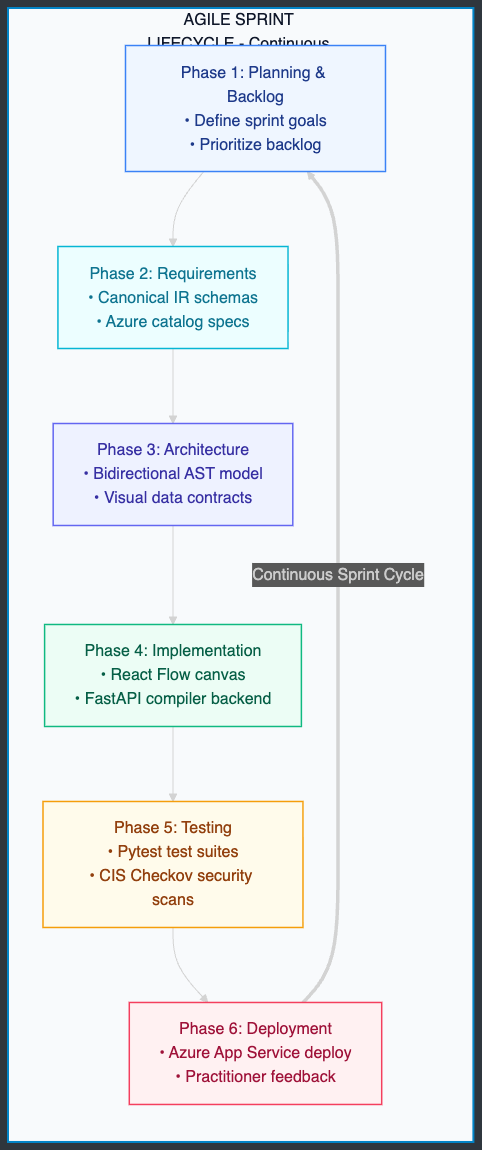 AGILE SPRINT
LIFECYCLE - Continuous
Phase 1: Planning &
Backlog
• Define sprint goals
• Prioritize backlog
Phase 2: Requirements
• Canonical IR schemas
• Azure catalog specs
Phase 3: Architecture
• Bidirectional AST model
• Visual data contracts
Continuous Sprint Cycle
Phase 4: Implementation
• React Flow canvas
• FastAPI compiler backend
Phase 5: Testing
• Pytest test suites
• CIS Checkov security
scans
Phase 6: Deployment
• Azure App Service deploy
• Practitioner feedback